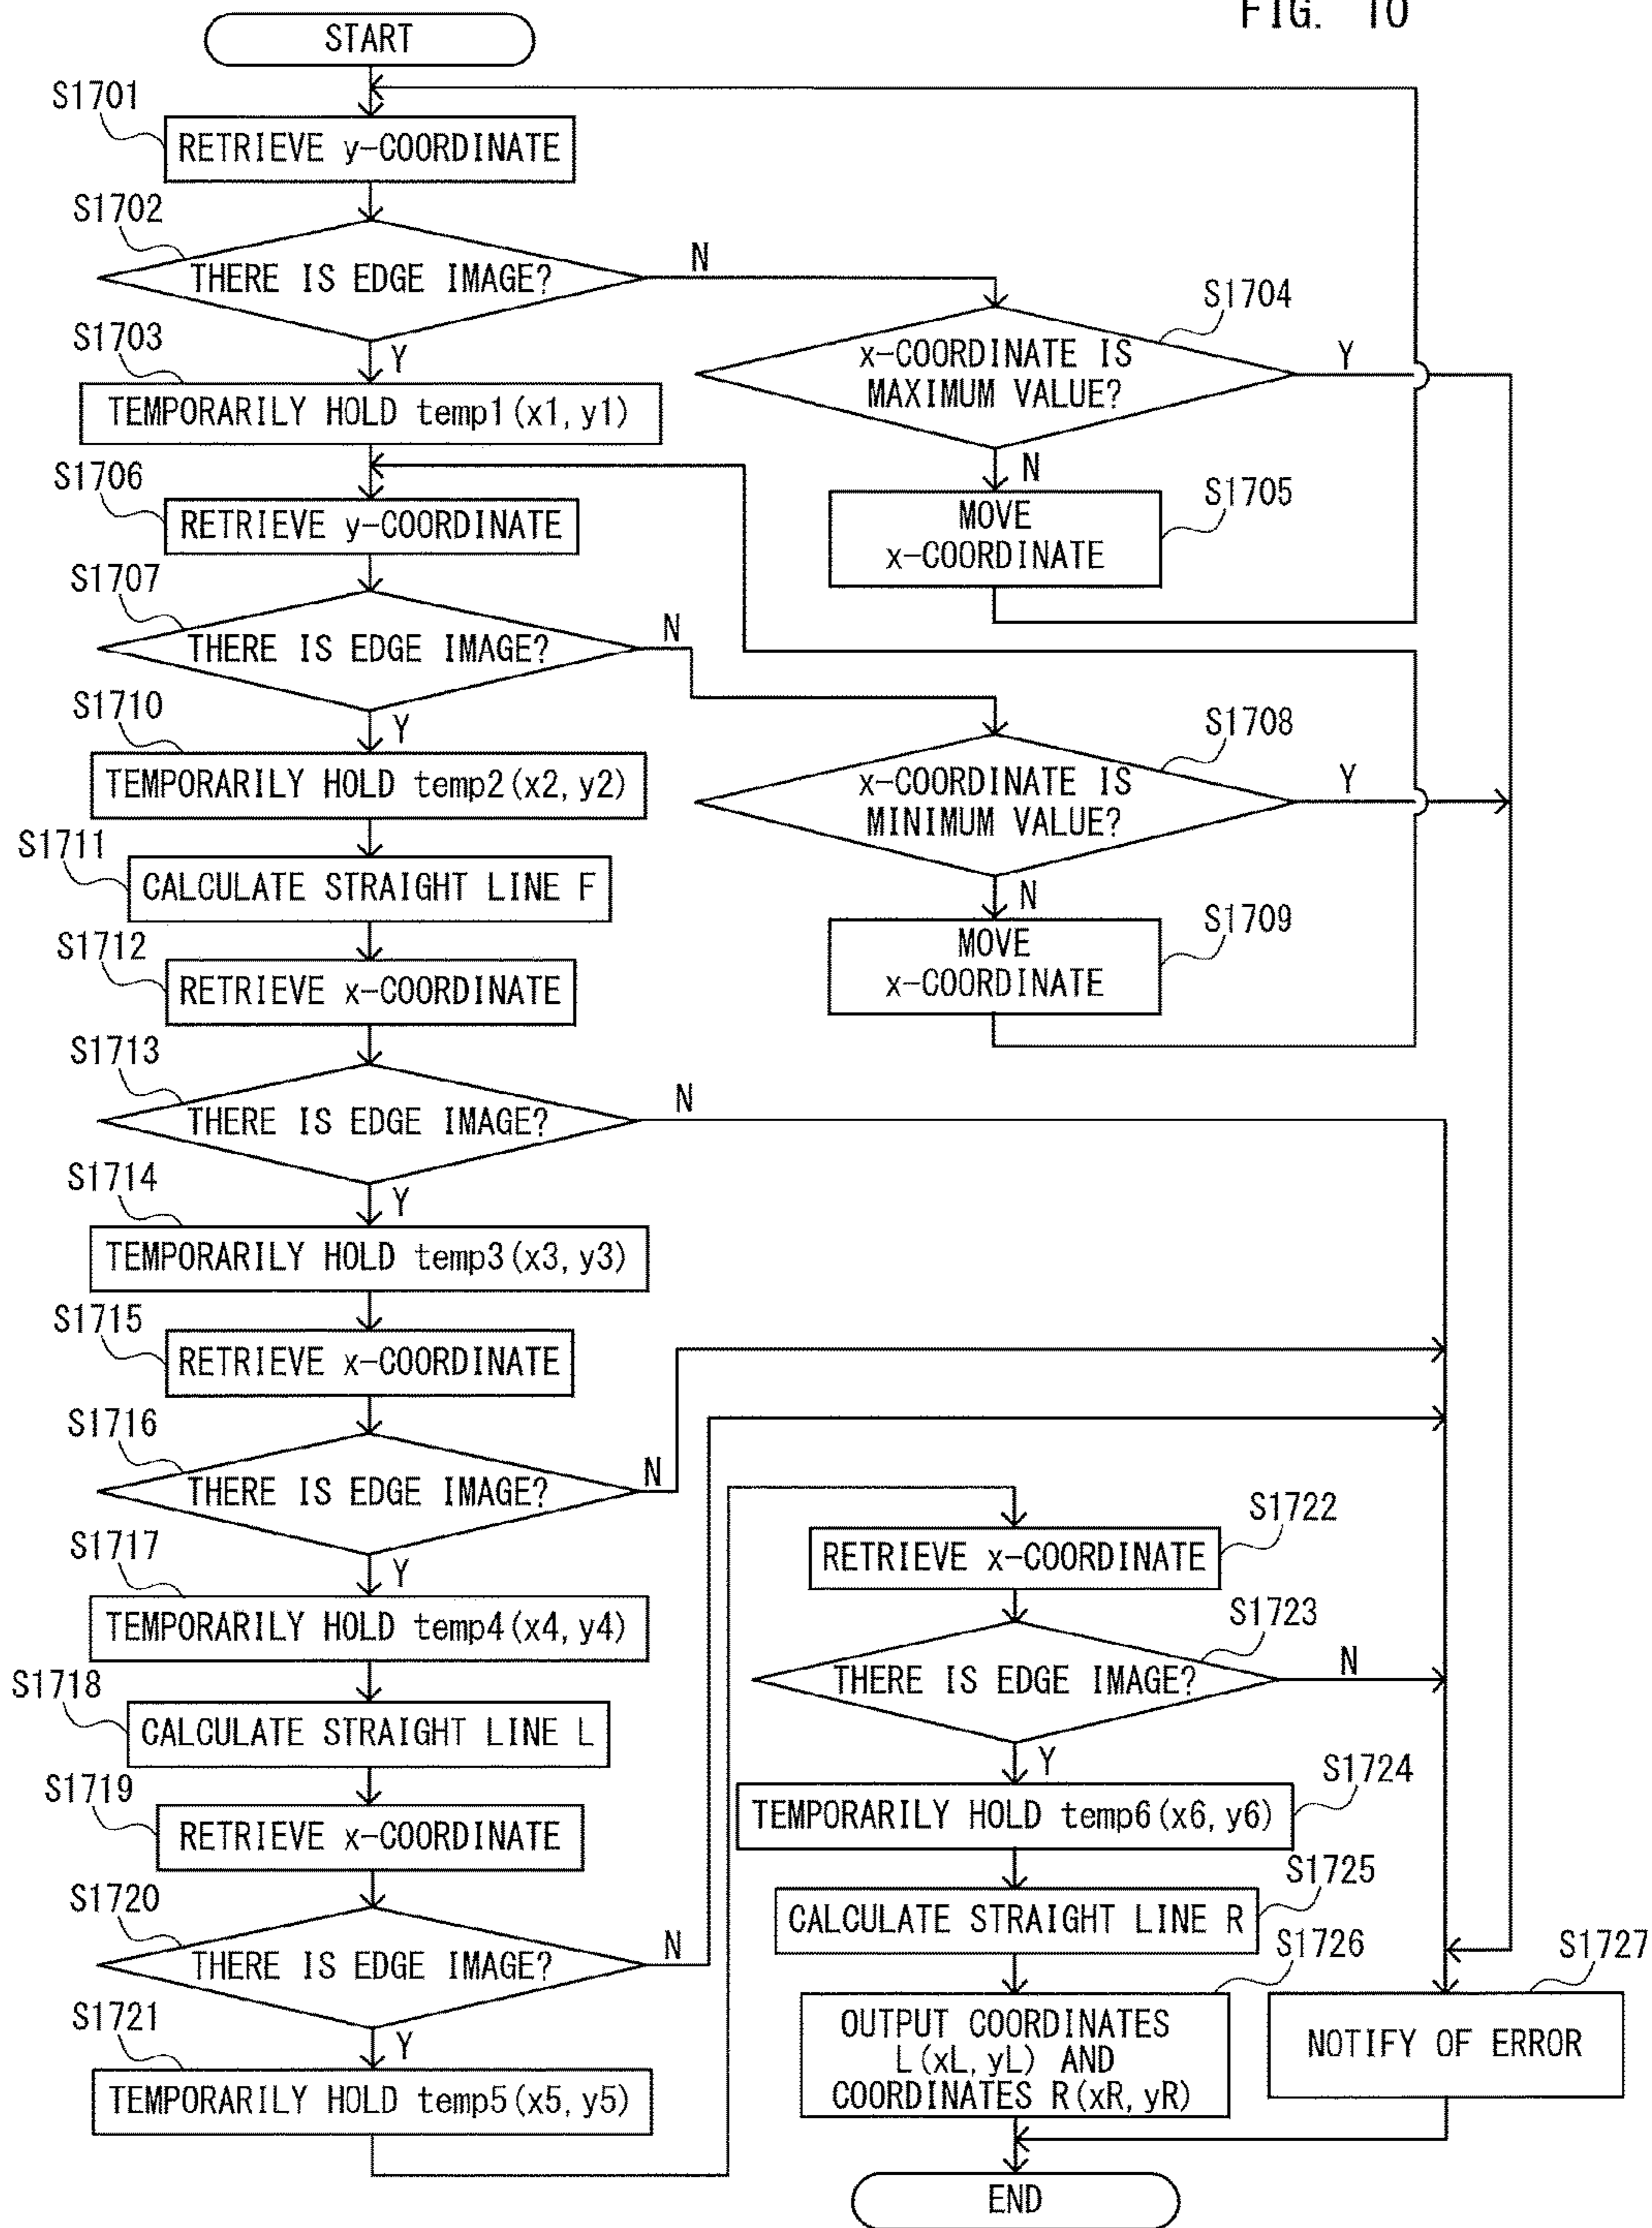 FIG. 10
START
S1701
RETRIEVE y-COORDINATE
S1702
THERE IS EDGE IMAGE?
N
Y
S1703
TEMPORARILY HOLD temp1(x1, y1)
S1704
x-COORDINATE IS
MAXIMUM VALUE?
Y
N
S1705
MOVE
x-COORDINATE
S1706
RETRIEVE y-COORDINATE
S1707
THERE IS EDGE IMAGE?
N
Y
S1708
x-COORDINATE IS
MINIMUM VALUE?
Y
N
S1709
MOVE
x-COORDINATE
S1710
TEMPORARILY HOLD temp2(x2, y2)
S1711
CALCULATE STRAIGHT LINE F
S1712
RETRIEVE x-COORDINATE
S1713
THERE IS EDGE IMAGE?
N
Y
S1714
TEMPORARILY HOLD temp3(x3, y3)
S1715
RETRIEVE x-COORDINATE
S1716
THERE IS EDGE IMAGE?
N
Y
S1717
TEMPORARILY HOLD temp4(x4, y4)
S1718
CALCULATE STRAIGHT LINE L
S1719
RETRIEVE x-COORDINATE
S1720
THERE IS EDGE IMAGE?
N
Y
S1721
TEMPORARILY HOLD temp5(x5, y5)
S1722
RETRIEVE x-COORDINATE
S1723
THERE IS EDGE IMAGE?
N
Y
S1724
TEMPORARILY HOLD temp6(x6, y6)
S1725
CALCULATE STRAIGHT LINE R
S1726
OUTPUT COORDINATES
L(xL, yL) AND
COORDINATES R(xR, yR)
S1727
NOTIFY OF ERROR
END